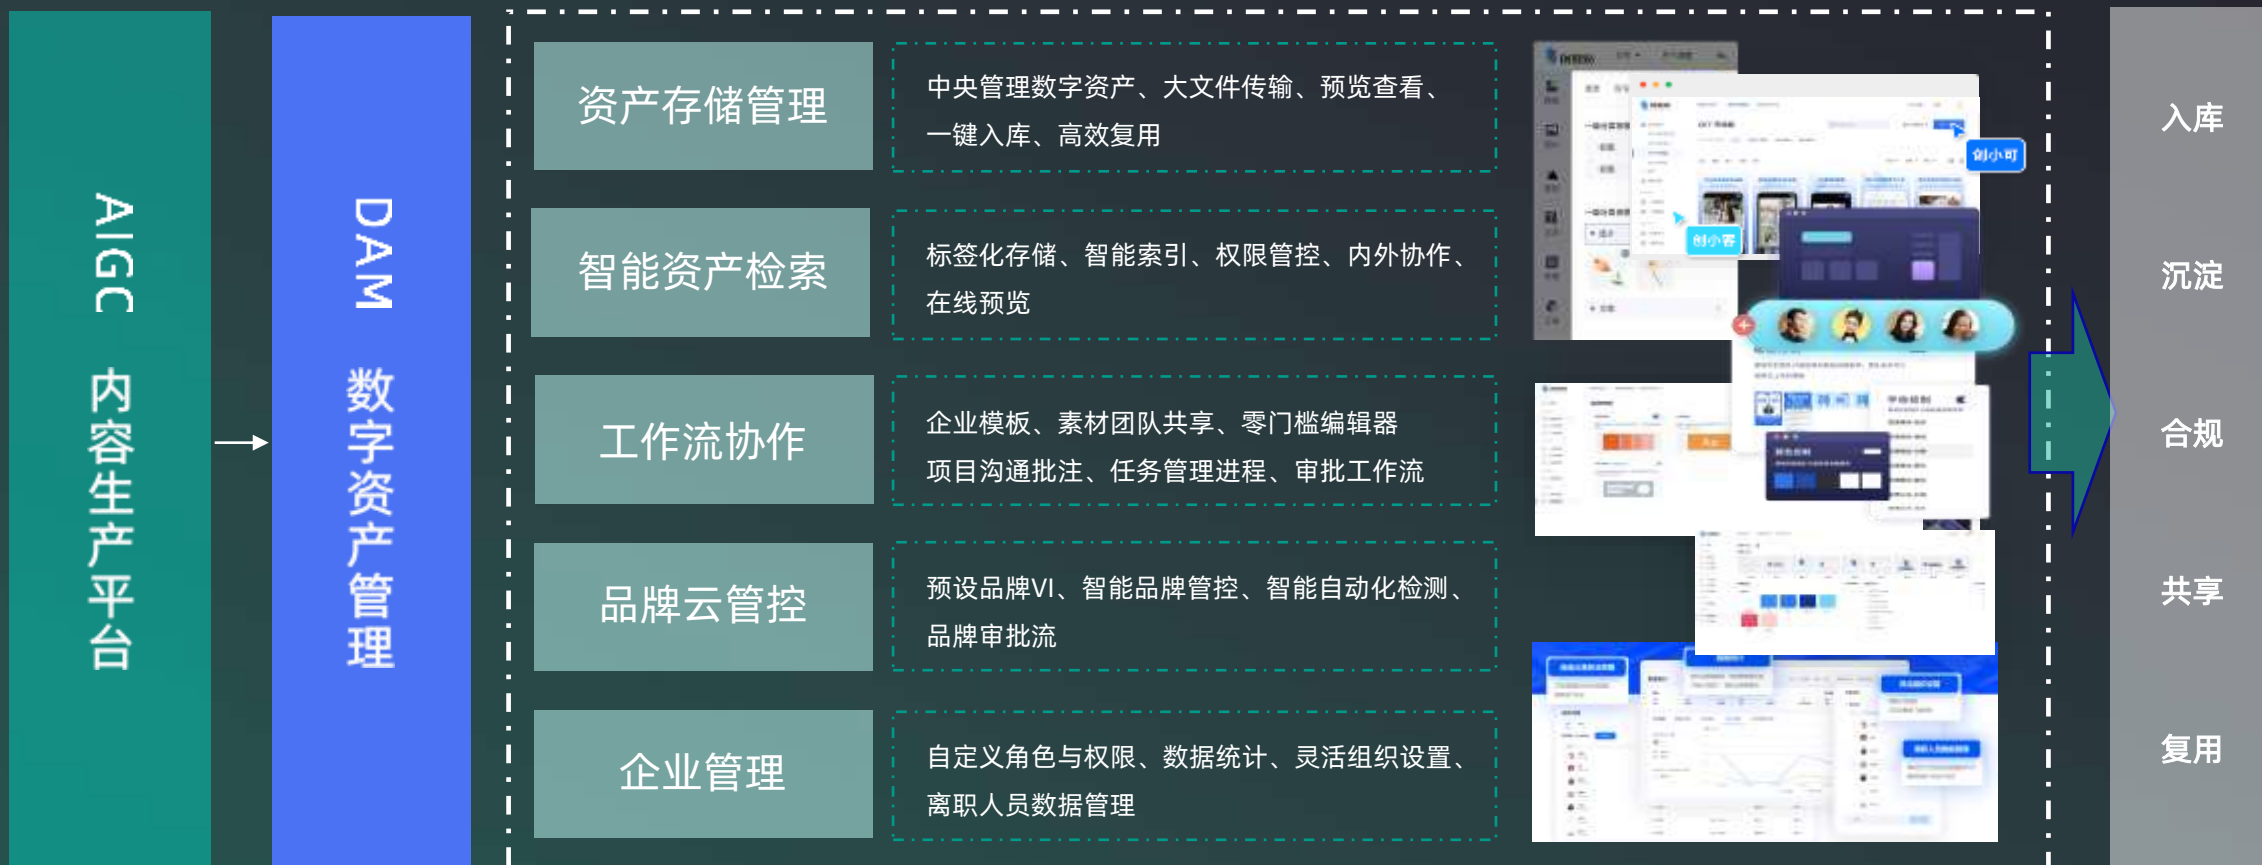 AIGC 内容生产平台
DAM 数字资产管理
资产存储管理
中央管理数字资产、大文件传输、预览查看、
一键入库、高效复用
智能资产检索
标签化存储、智能索引、权限管控、内外协作、
在线预览
工作流协作
企业模板、素材团队共享、零门槛编辑器
项目沟通批注、任务管理进程、审批工作流
品牌云管控
预设品牌VI、智能品牌管控、智能自动化检测、
品牌审批流
企业管理
自定义角色与权限、数据统计、灵活组织设置、
离职人员数据管理
创小可
创小客
入库
沉淀
合规
共享
复用